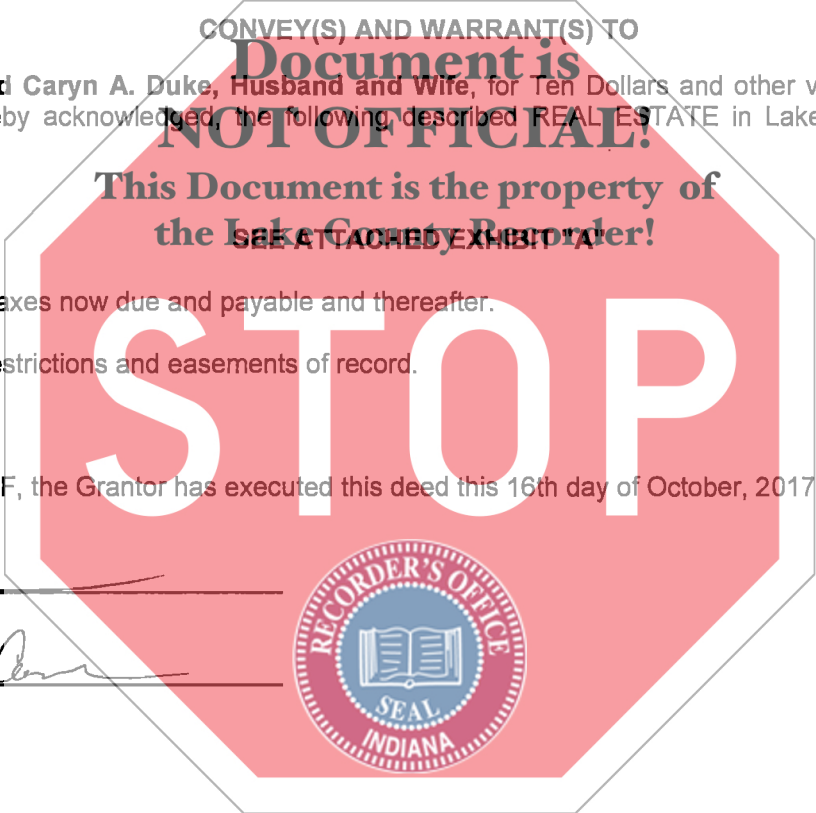 CONVEY(S) AND WARRANT(S) TO
Document is
d Caryn A. Duke, Husband and Wife, for Ten Dollars and other v
by acknowledged, the following described REAL ESTATE in Lake
NOT OFFICIAL!
This Document is the property of
the Lake County Recorder!
SEE ATTACHED EXHIBIT "A"
axes now due and payable and thereafter.
estrictions and easements of record.
STOP
F, the Grantor has executed this deed this 16th day of October, 2017
RECORDER'S OFFICE
SEAL
INDIANA